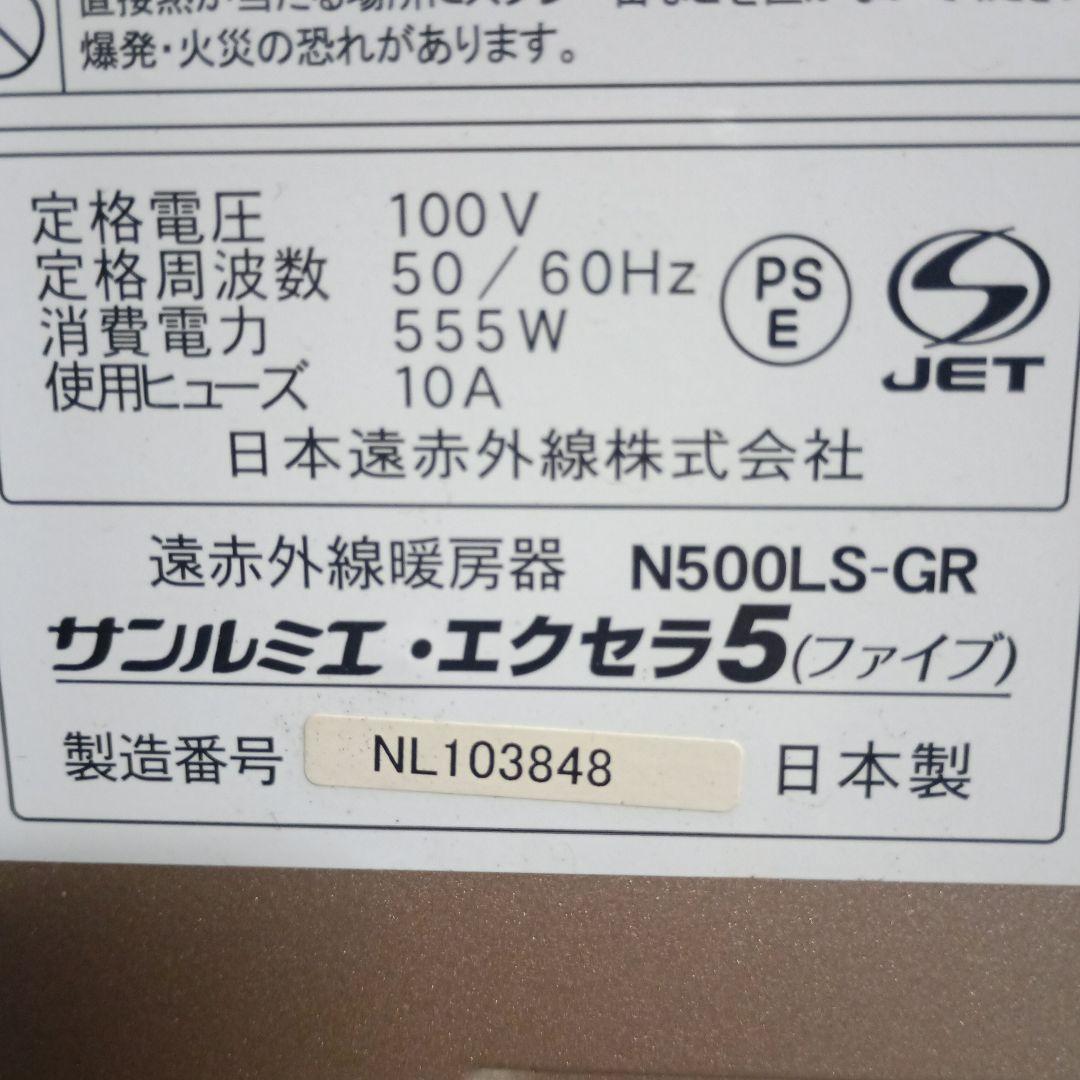 爆発・火災の恐れがあります。
定格電圧 100V
定格周波数 50/60Hz
消費電力 555W
使用ヒューズ 10A
PS
E
JET
日本遠赤外線株式会社
遠赤外線暖房器 N500LS-GR
サンルミエ・エクセラ5(ファイブ)
製造番号 NL103848 日本製